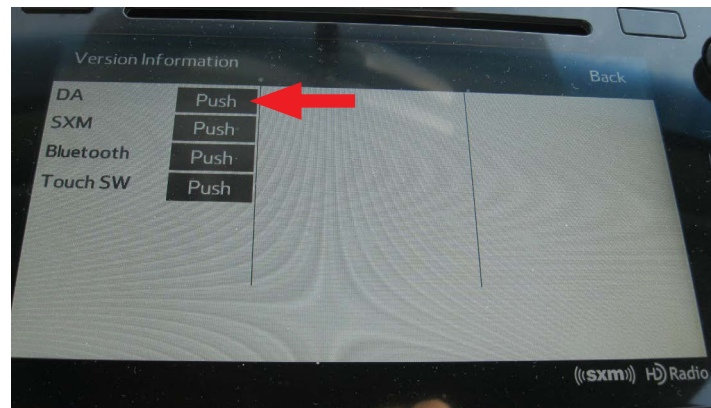 Version Information
Back
DA Push
SXM Push
Bluetooth Push
Touch SW Push
((sxm)) HD Radio